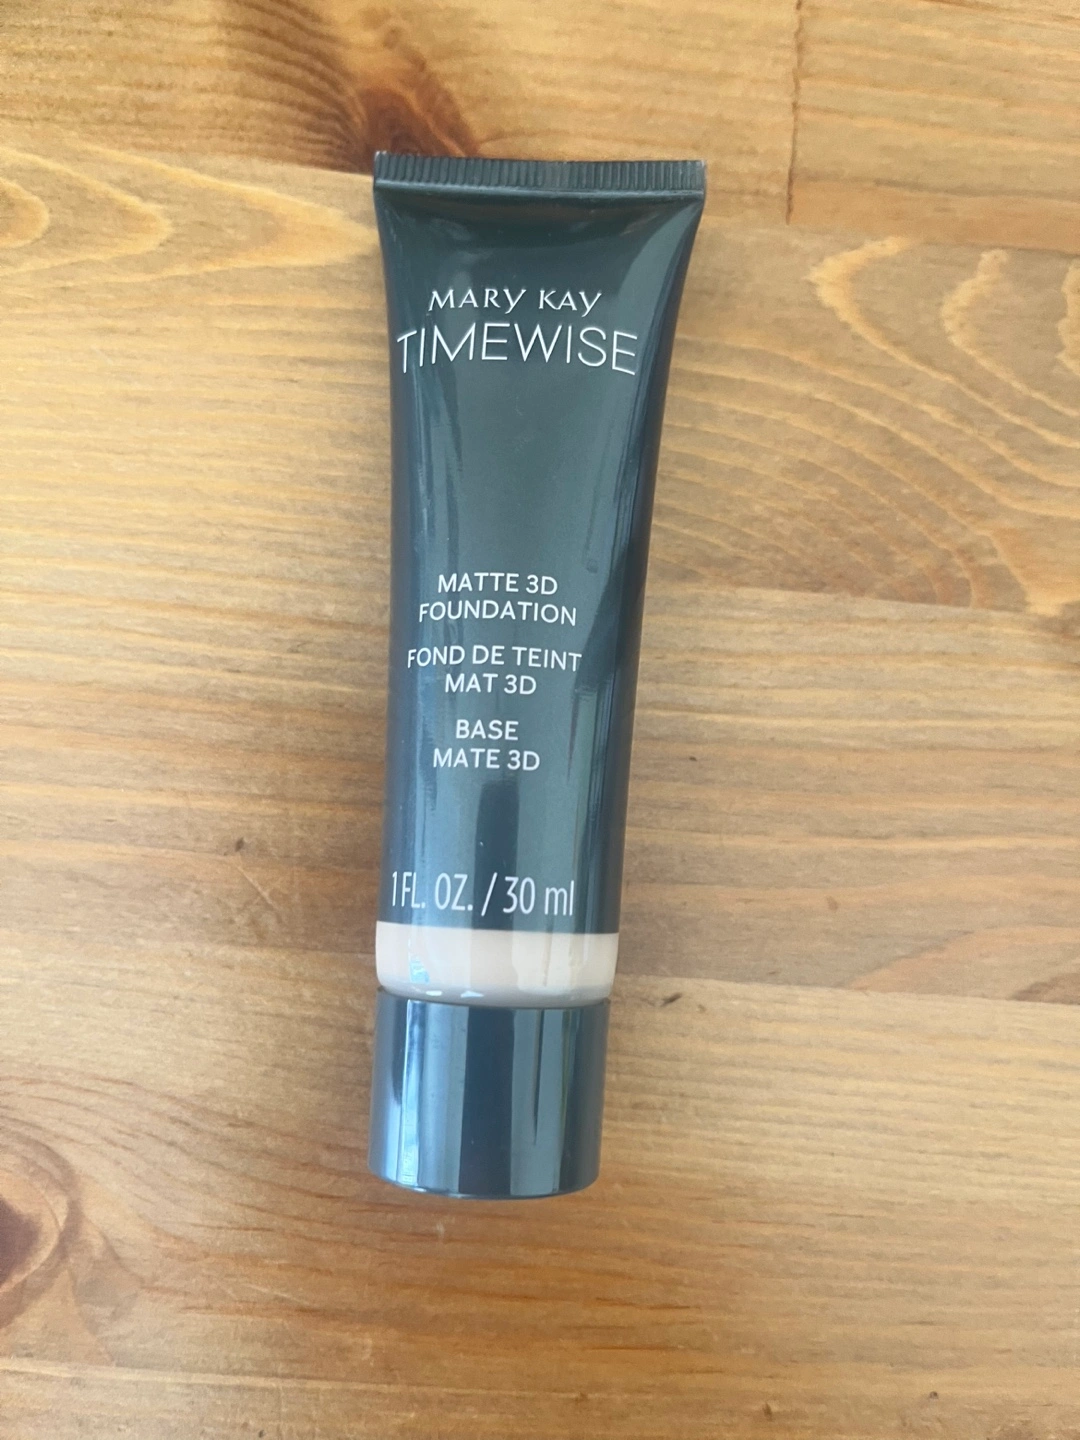 MARY KAY
TIMEWISE
MATTE 3D
FOUNDATION
FOND DE TEINT
MAT 3D
BASE
MATE 3D
1 FL. OZ. / 30 ml